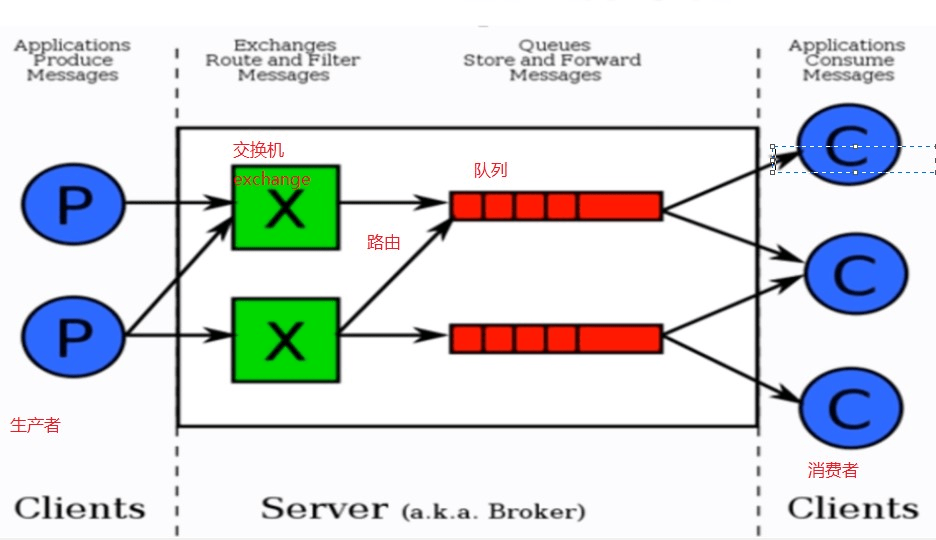 Applications
Produce
Messages
Exchanges
Route and Filter
Messages
Queues
Store and Forward
Messages
Applications
Consume
Messages
交换机
exchange
队列
路由
P
P
X
X
C
C
C
生产者
消费者
Clients
Server (a.k.a. Broker)
Clients